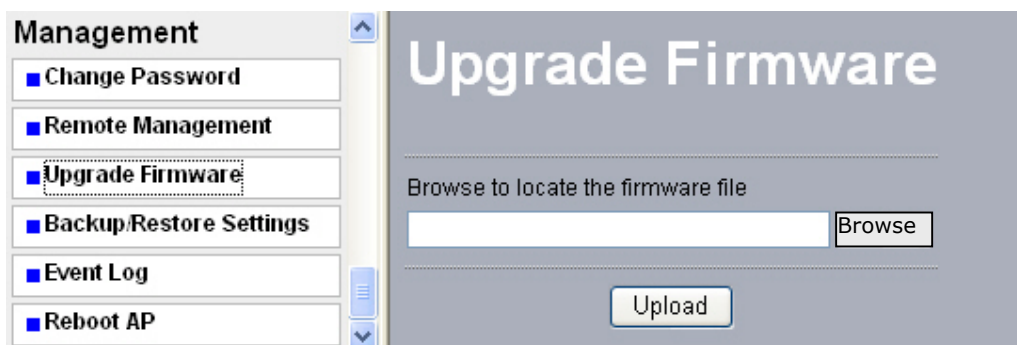 Management
Change Password
Remote Management
Upgrade Firmware
Backup/Restore Settings
Event Log
Reboot AP
Upgrade Firmware
Browse to locate the firmware file
Browse
Upload